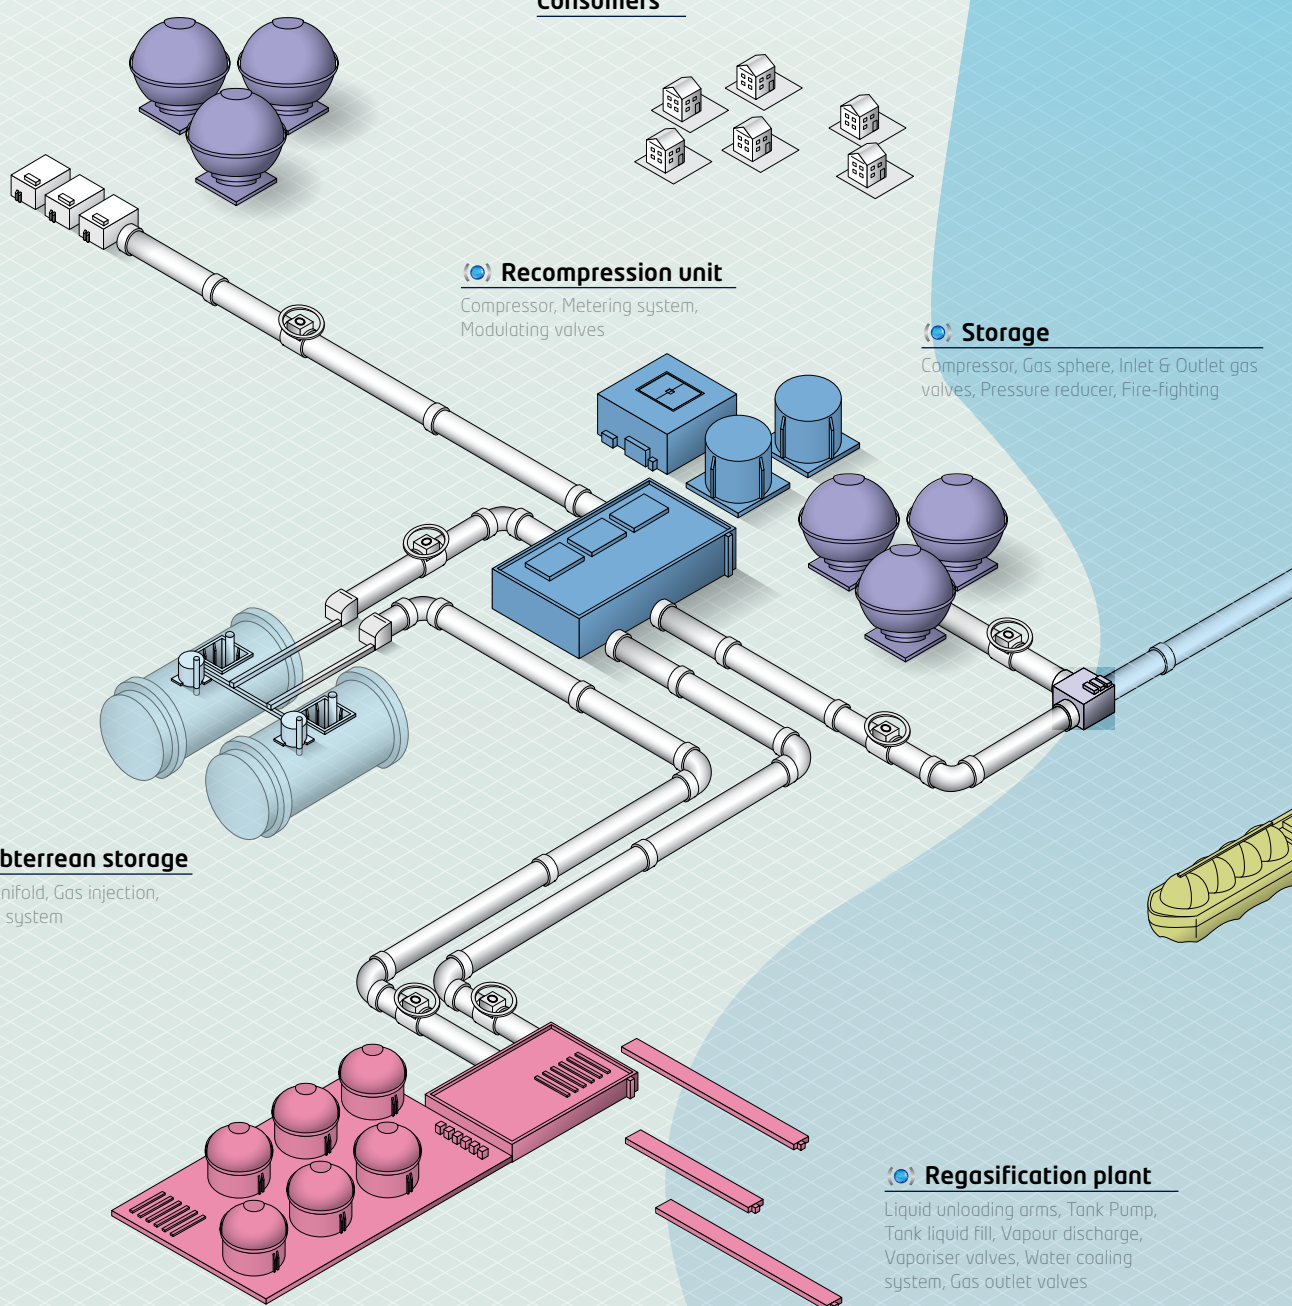 Consumers
Recompression unit
Compressor, Metering system,
Modulating valves
Storage
Compressor, Gas sphere, Inlet & Outlet gas
valves, Pressure reducer, Fire-fighting
bterrean storage
nifold, Gas injection,
system
Regasification plant
Liquid unloading arms, Tank Pump,
Tank liquid fill, Vapour discharge,
Vaporiser valves, Water coaling
system, Gas outlet valves